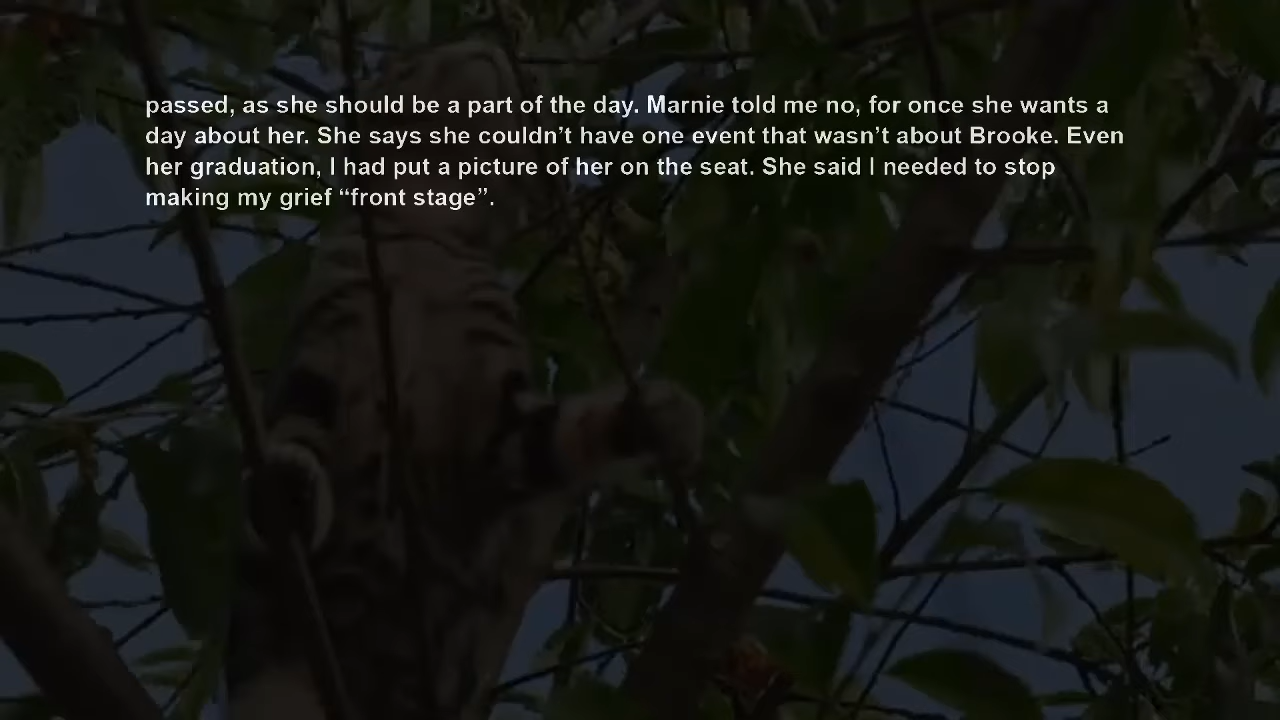 passed, as she should be a part of the day. Marnie told me no, for once she wants a
day about her. She says she couldn’t have one event that wasn’t about Brooke. Even
her graduation, I had put a picture of her on the seat. She said I needed to stop
making my grief “front stage”.